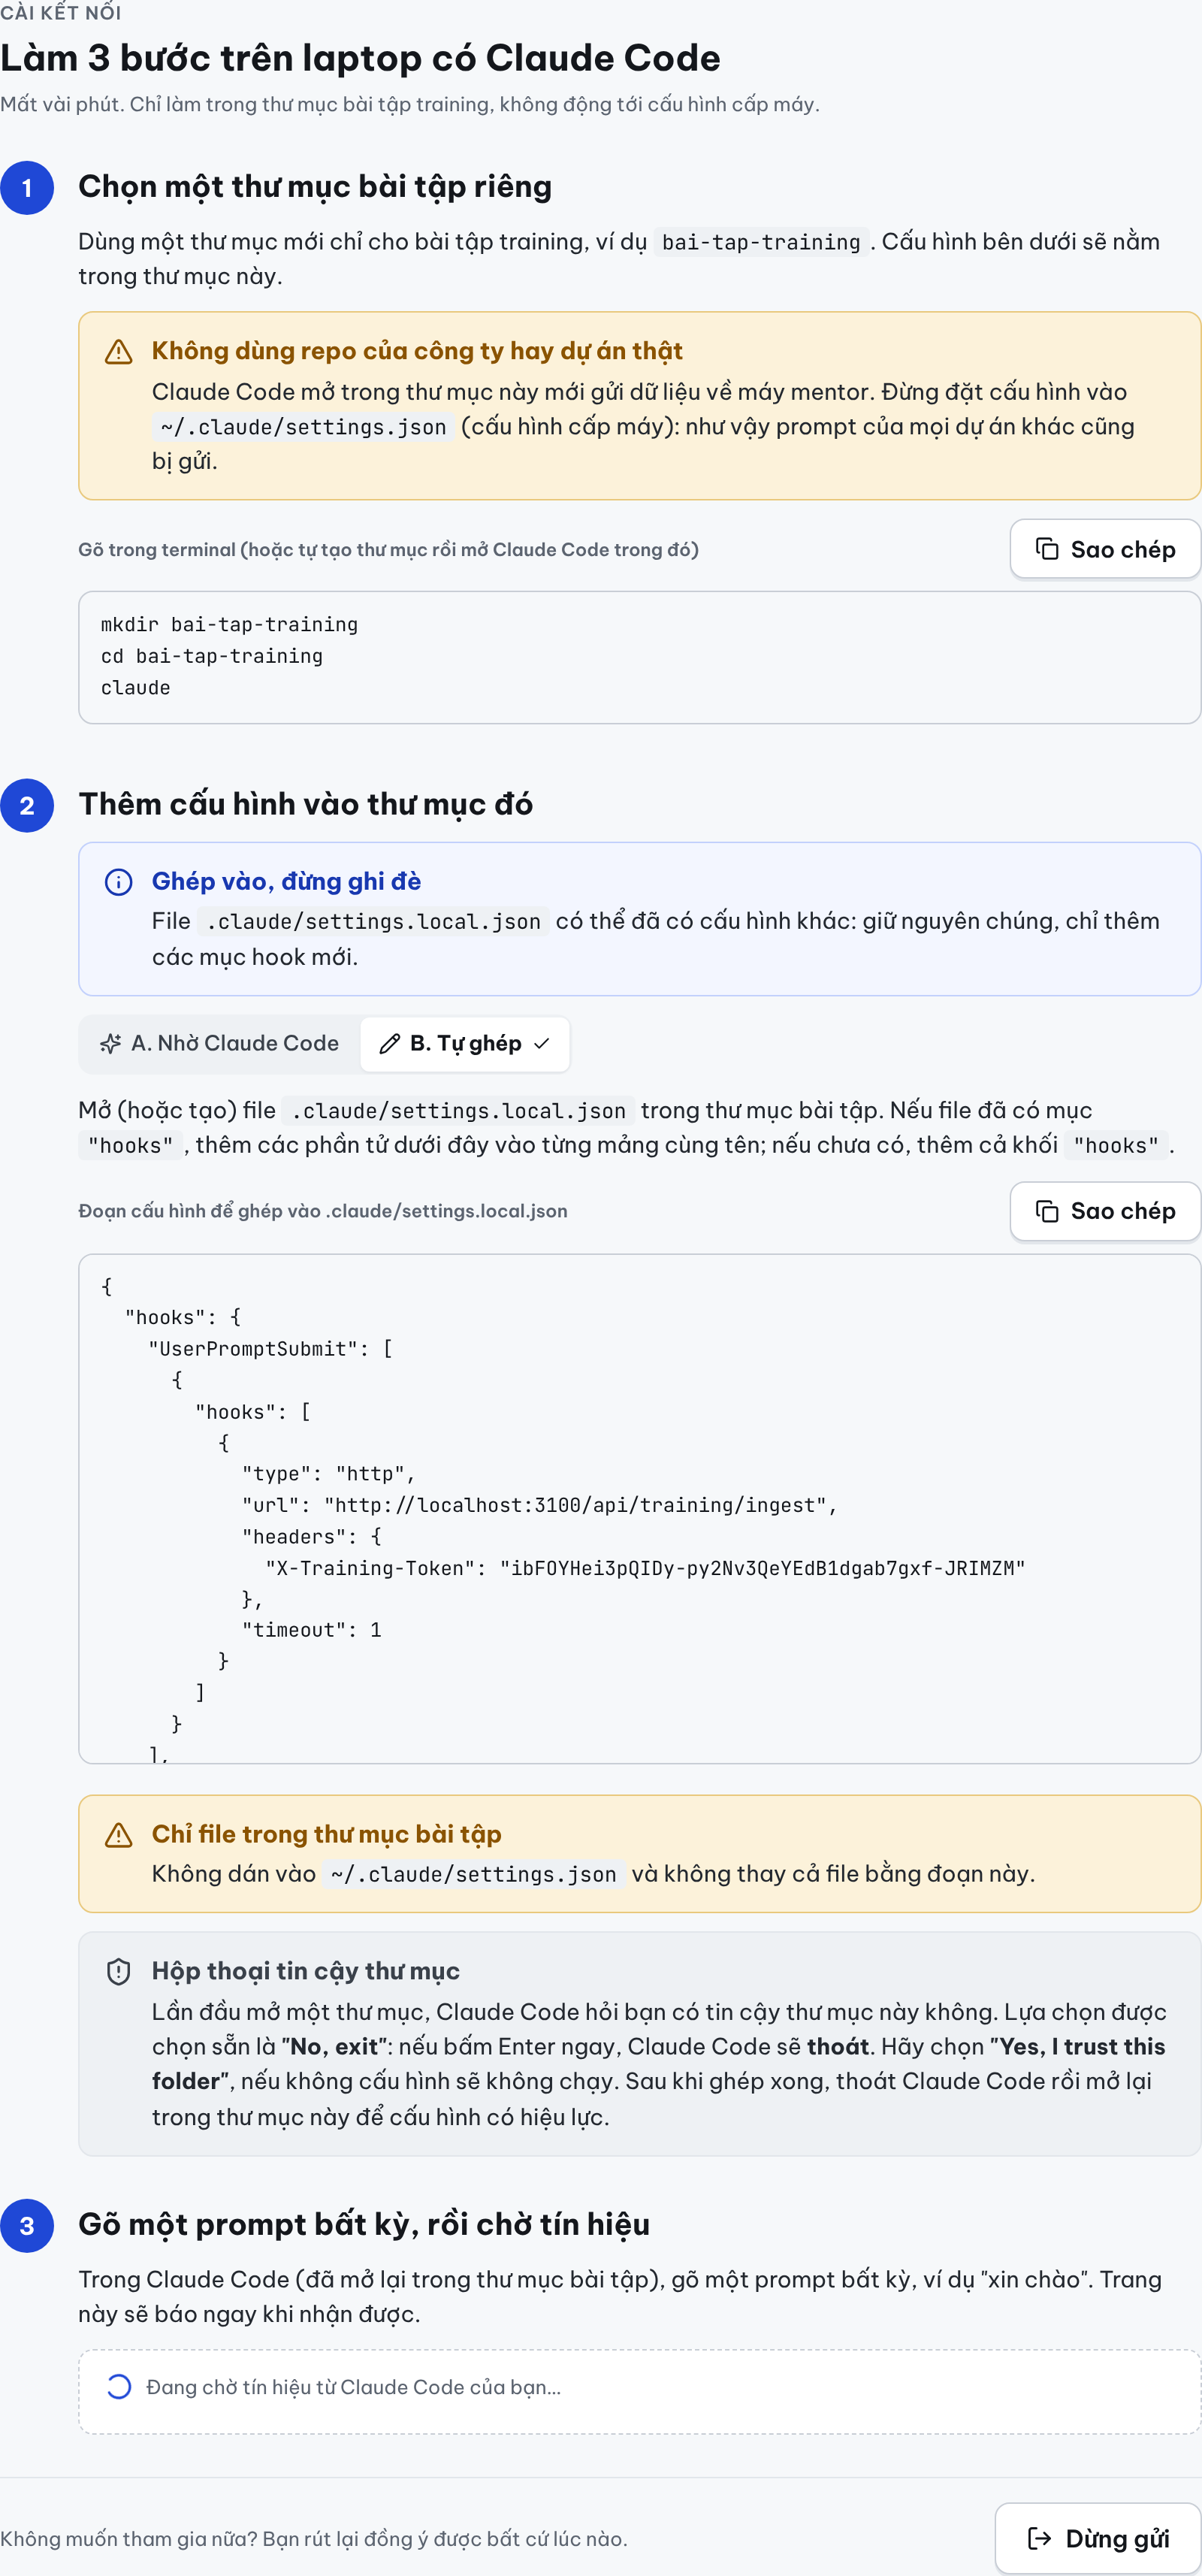 CÀI KẾT NỐI
Làm 3 bước trên laptop có Claude Code
Mất vài phút. Chỉ làm trong thư mục bài tập training, không động tới cấu hình cấp máy.
1
Chọn một thư mục bài tập riêng
Dùng một thư mục mới chỉ cho bài tập training, ví dụ bai-tap-training. Cấu hình bên dưới sẽ nằm
trong thư mục này.
Không dùng repo của công ty hay dự án thật
Claude Code mở trong thư mục này mới gửi dữ liệu về máy mentor. Đừng đặt cấu hình vào
~/.claude/settings.json (cấu hình cấp máy): như vậy prompt của mọi dự án khác cũng
bị gửi.
Gõ trong terminal (hoặc tự tạo thư mục rồi mở Claude Code trong đó)
Sao chép
mkdir bai-tap-training
cd bai-tap-training
claude
2
Thêm cấu hình vào thư mục đó
Ghép vào, đừng ghi đè
File .claude/settings.local.json có thể đã có cấu hình khác: giữ nguyên chúng, chỉ thêm
các mục hook mới.
A. Nhờ Claude Code
B. Tự ghép
Mở (hoặc tạo) file .claude/settings.local.json trong thư mục bài tập. Nếu file đã có mục
"hooks", thêm các phần tử dưới đây vào từng mảng cùng tên; nếu chưa có, thêm cả khối "hooks".
Đoạn cấu hình để ghép vào .claude/settings.local.json
Sao chép
{
"hooks": {
"UserPromptSubmit": [
{
"hooks": [
{
"type": "http",
"url": "http://localhost:3100/api/training/ingest",
"headers": {
"X-Training-Token": "ibFOYHei3pQIDy-py2Nv3QeYEdB1dgab7gxf-JRIMZM"
},
"timeout": 1
}
]
}
],
Chỉ file trong thư mục bài tập
Không dán vào ~/.claude/settings.json và không thay cả file bằng đoạn này.
Hộp thoại tin cậy thư mục
Lần đầu mở một thư mục, Claude Code hỏi bạn có tin cậy thư mục này không. Lựa chọn được
chọn sẵn là "No, exit": nếu bấm Enter ngay, Claude Code sẽ thoát. Hãy chọn "Yes, I trust this
folder", nếu không cấu hình sẽ không chạy. Sau khi ghép xong, thoát Claude Code rồi mở lại
trong thư mục này để cấu hình có hiệu lực.
3
Gõ một prompt bất kỳ, rồi chờ tín hiệu
Trong Claude Code (đã mở lại trong thư mục bài tập), gõ một prompt bất kỳ, ví dụ "xin chào". Trang
này sẽ báo ngay khi nhận được.
Đang chờ tín hiệu từ Claude Code của bạn...
Không muốn tham gia nữa? Bạn rút lại đồng ý được bất cứ lúc nào.
Dừng gửi